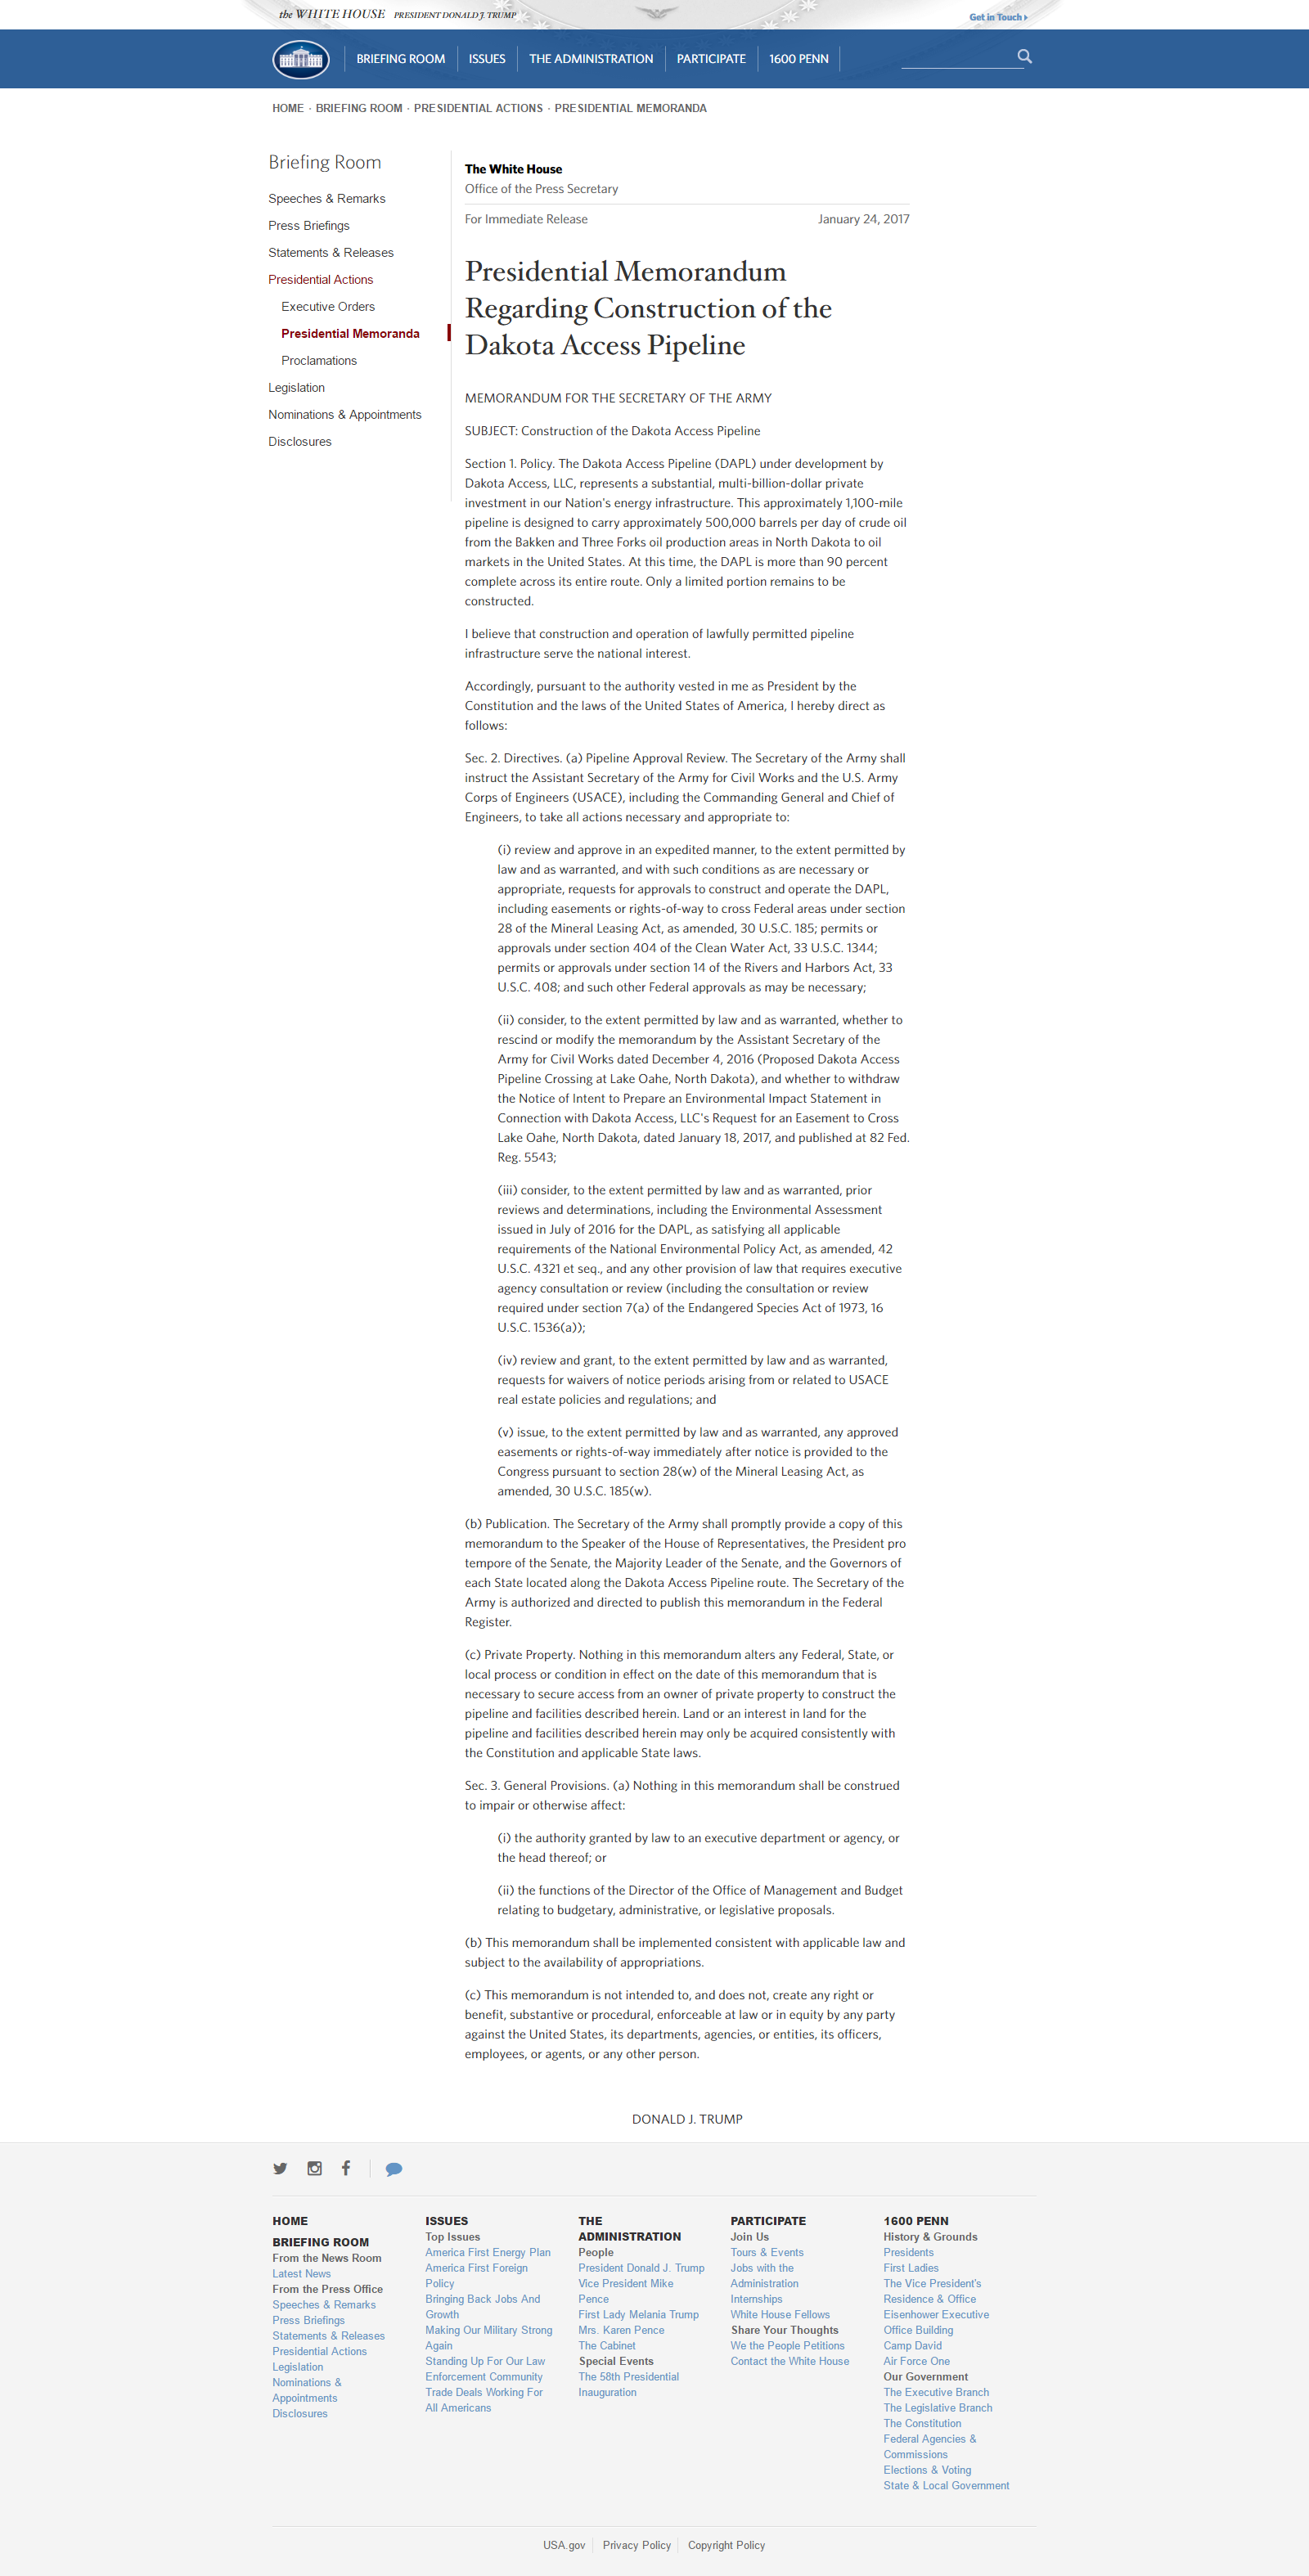 the WHITE HOUSE PRESIDENT DONALD J. TRUMP
Get in Touch
BRIEFING ROOM ISSUES THE ADMINISTRATION PARTICIPATE 1600 PENN
HOME · BRIEFING ROOM · PRESIDENTIAL ACTIONS · PRESIDENTIAL MEMORANDA
Briefing Room
Speeches & Remarks
Press Briefings
Statements & Releases
Presidential Actions
Executive Orders
Presidential Memoranda
Proclamations
Legislation
Nominations & Appointments
Disclosures
The White House
Office of the Press Secretary
For Immediate Release January 24, 2017
Presidential Memorandum
Regarding Construction of the
Dakota Access Pipeline
MEMORANDUM FOR THE SECRETARY OF THE ARMY
SUBJECT: Construction of the Dakota Access Pipeline
Section 1. Policy. The Dakota Access Pipeline (DAPL) under development by
Dakota Access, LLC, represents a substantial, multi-billion-dollar private
investment in our Nation's energy infrastructure. This approximately 1,100-mile
pipeline is designed to carry approximately 500,000 barrels per day of crude oil
from the Bakken and Three Forks oil production areas in North Dakota to oil
markets in the United States. At this time, the DAPL is more than 90 percent
complete across its entire route. Only a limited portion remains to be
constructed.
I believe that construction and operation of lawfully permitted pipeline
infrastructure serve the national interest.
Accordingly, pursuant to the authority vested in me as President by the
Constitution and the laws of the United States of America, I hereby direct as
follows:
Sec. 2. Directives. (a) Pipeline Approval Review. The Secretary of the Army shall
instruct the Assistant Secretary of the Army for Civil Works and the U.S. Army
Corps of Engineers (USACE), including the Commanding General and Chief of
Engineers, to take all actions necessary and appropriate to:
(i) review and approve in an expedited manner, to the extent permitted by
law and as warranted, and with such conditions as are necessary or
appropriate, requests for approvals to construct and operate the DAPL,
including easements or rights-of-way to cross Federal areas under section
28 of the Mineral Leasing Act, as amended, 30 U.S.C. 185; permits or
approvals under section 404 of the Clean Water Act, 33 U.S.C. 1344;
permits or approvals under section 14 of the Rivers and Harbors Act, 33
U.S.C. 408; and such other Federal approvals as may be necessary;
(ii) consider, to the extent permitted by law and as warranted, whether to
rescind or modify the memorandum by the Assistant Secretary of the
Army for Civil Works dated December 4, 2016 (Proposed Dakota Access
Pipeline Crossing at Lake Oahe, North Dakota), and whether to withdraw
the Notice of Intent to Prepare an Environmental Impact Statement in
Connection with Dakota Access, LLC's Request for an Easement to Cross
Lake Oahe, North Dakota, dated January 18, 2017, and published at 82 Fed.
Reg. 5543;
(iii) consider, to the extent permitted by law and as warranted, prior
reviews and determinations, including the Environmental Assessment
issued in July of 2016 for the DAPL, as satisfying all applicable
requirements of the National Environmental Policy Act, as amended, 42
U.S.C. 4321 et seq., and any other provision of law that requires executive
agency consultation or review (including the consultation or review
required under section 7(a) of the Endangered Species Act of 1973, 16
U.S.C. 1536(a));
(iv) review and grant, to the extent permitted by law and as warranted,
requests for waivers of notice periods arising from or related to USACE
real estate policies and regulations; and
(v) issue, to the extent permitted by law and as warranted, any approved
easements or rights-of-way immediately after notice is provided to the
Congress pursuant to section 28(w) of the Mineral Leasing Act, as
amended, 30 U.S.C. 185(w).
(b) Publication. The Secretary of the Army shall promptly provide a copy of this
memorandum to the Speaker of the House of Representatives, the President pro
tempore of the Senate, the Majority Leader of the Senate, and the Governors of
each State located along the Dakota Access Pipeline route. The Secretary of the
Army is authorized and directed to publish this memorandum in the Federal
Register.
(c) Private Property. Nothing in this memorandum alters any Federal, State, or
local process or condition in effect on the date of this memorandum that is
necessary to secure access from an owner of private property to construct the
pipeline and facilities described herein. Land or an interest in land for the
pipeline and facilities described herein may only be acquired consistently with
the Constitution and applicable State laws.
Sec. 3. General Provisions. (a) Nothing in this memorandum shall be construed
to impair or otherwise affect:
(i) the authority granted by law to an executive department or agency, or
the head thereof; or
(ii) the functions of the Director of the Office of Management and Budget
relating to budgetary, administrative, or legislative proposals.
(b) This memorandum shall be implemented consistent with applicable law and
subject to the availability of appropriations.
(c) This memorandum is not intended to, and does not, create any right or
benefit, substantive or procedural, enforceable at law or in equity by any party
against the United States, its departments, agencies, or entities, its officers,
employees, or agents, or any other person.
DONALD J. TRUMP
HOME
BRIEFING ROOM
From the News Room
Latest News
From the Press Office
Speeches & Remarks
Press Briefings
Statements & Releases
Presidential Actions
Legislation
Nominations &
Appointments
Disclosures
ISSUES
Top Issues
America First Energy Plan
America First Foreign
Policy
Bringing Back Jobs And
Growth
Making Our Military Strong
Again
Standing Up For Our Law
Enforcement Community
Trade Deals Working For
All Americans
THE
ADMINISTRATION
People
President Donald J. Trump
Vice President Mike
Pence
First Lady Melania Trump
Mrs. Karen Pence
The Cabinet
Special Events
The 58th Presidential
Inauguration
PARTICIPATE
Join Us
Tours & Events
Jobs with the
Administration
Internships
White House Fellows
Share Your Thoughts
We the People Petitions
Contact the White House
1600 PENN
History & Grounds
Presidents
First Ladies
The Vice President's
Residence & Office
Eisenhower Executive
Office Building
Camp David
Air Force One
Our Government
The Executive Branch
The Legislative Branch
The Constitution
Federal Agencies &
Commissions
Elections & Voting
State & Local Government
USA.gov Privacy Policy Copyright Policy